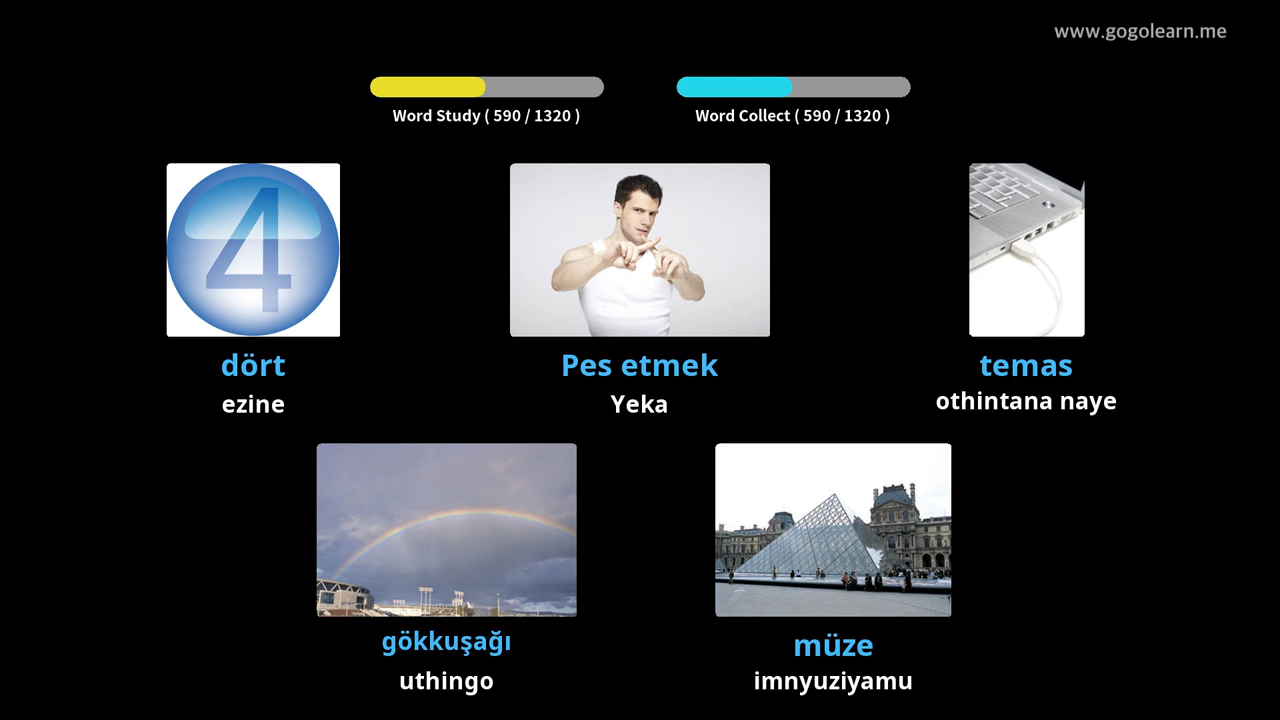 www.gogolearn.me
Word Study ( 590 / 1320 )
Word Collect ( 590 / 1320 )
4
dört
ezine
Pes etmek
Yeka
temas
othintana naye
gökkuşağı
uthingo
müze
imnyuziyamu